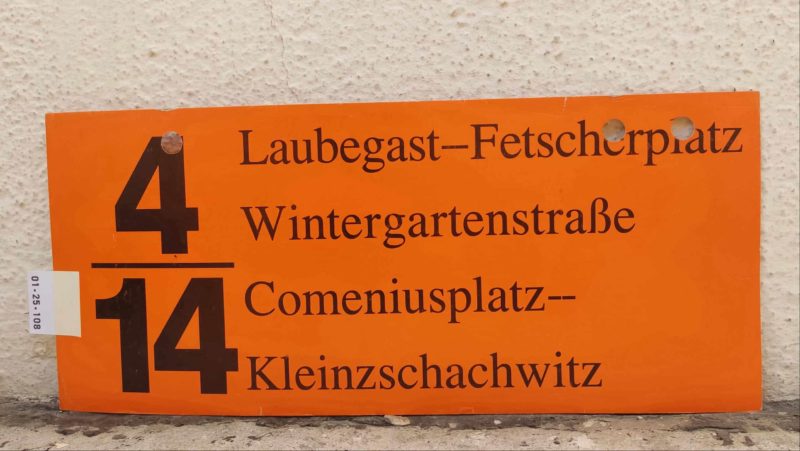 4
14
Laubegast--Fetscherplatz
Wintergartenstraße
Comeniusplatz--
Kleinzschachwitz
01-25-108